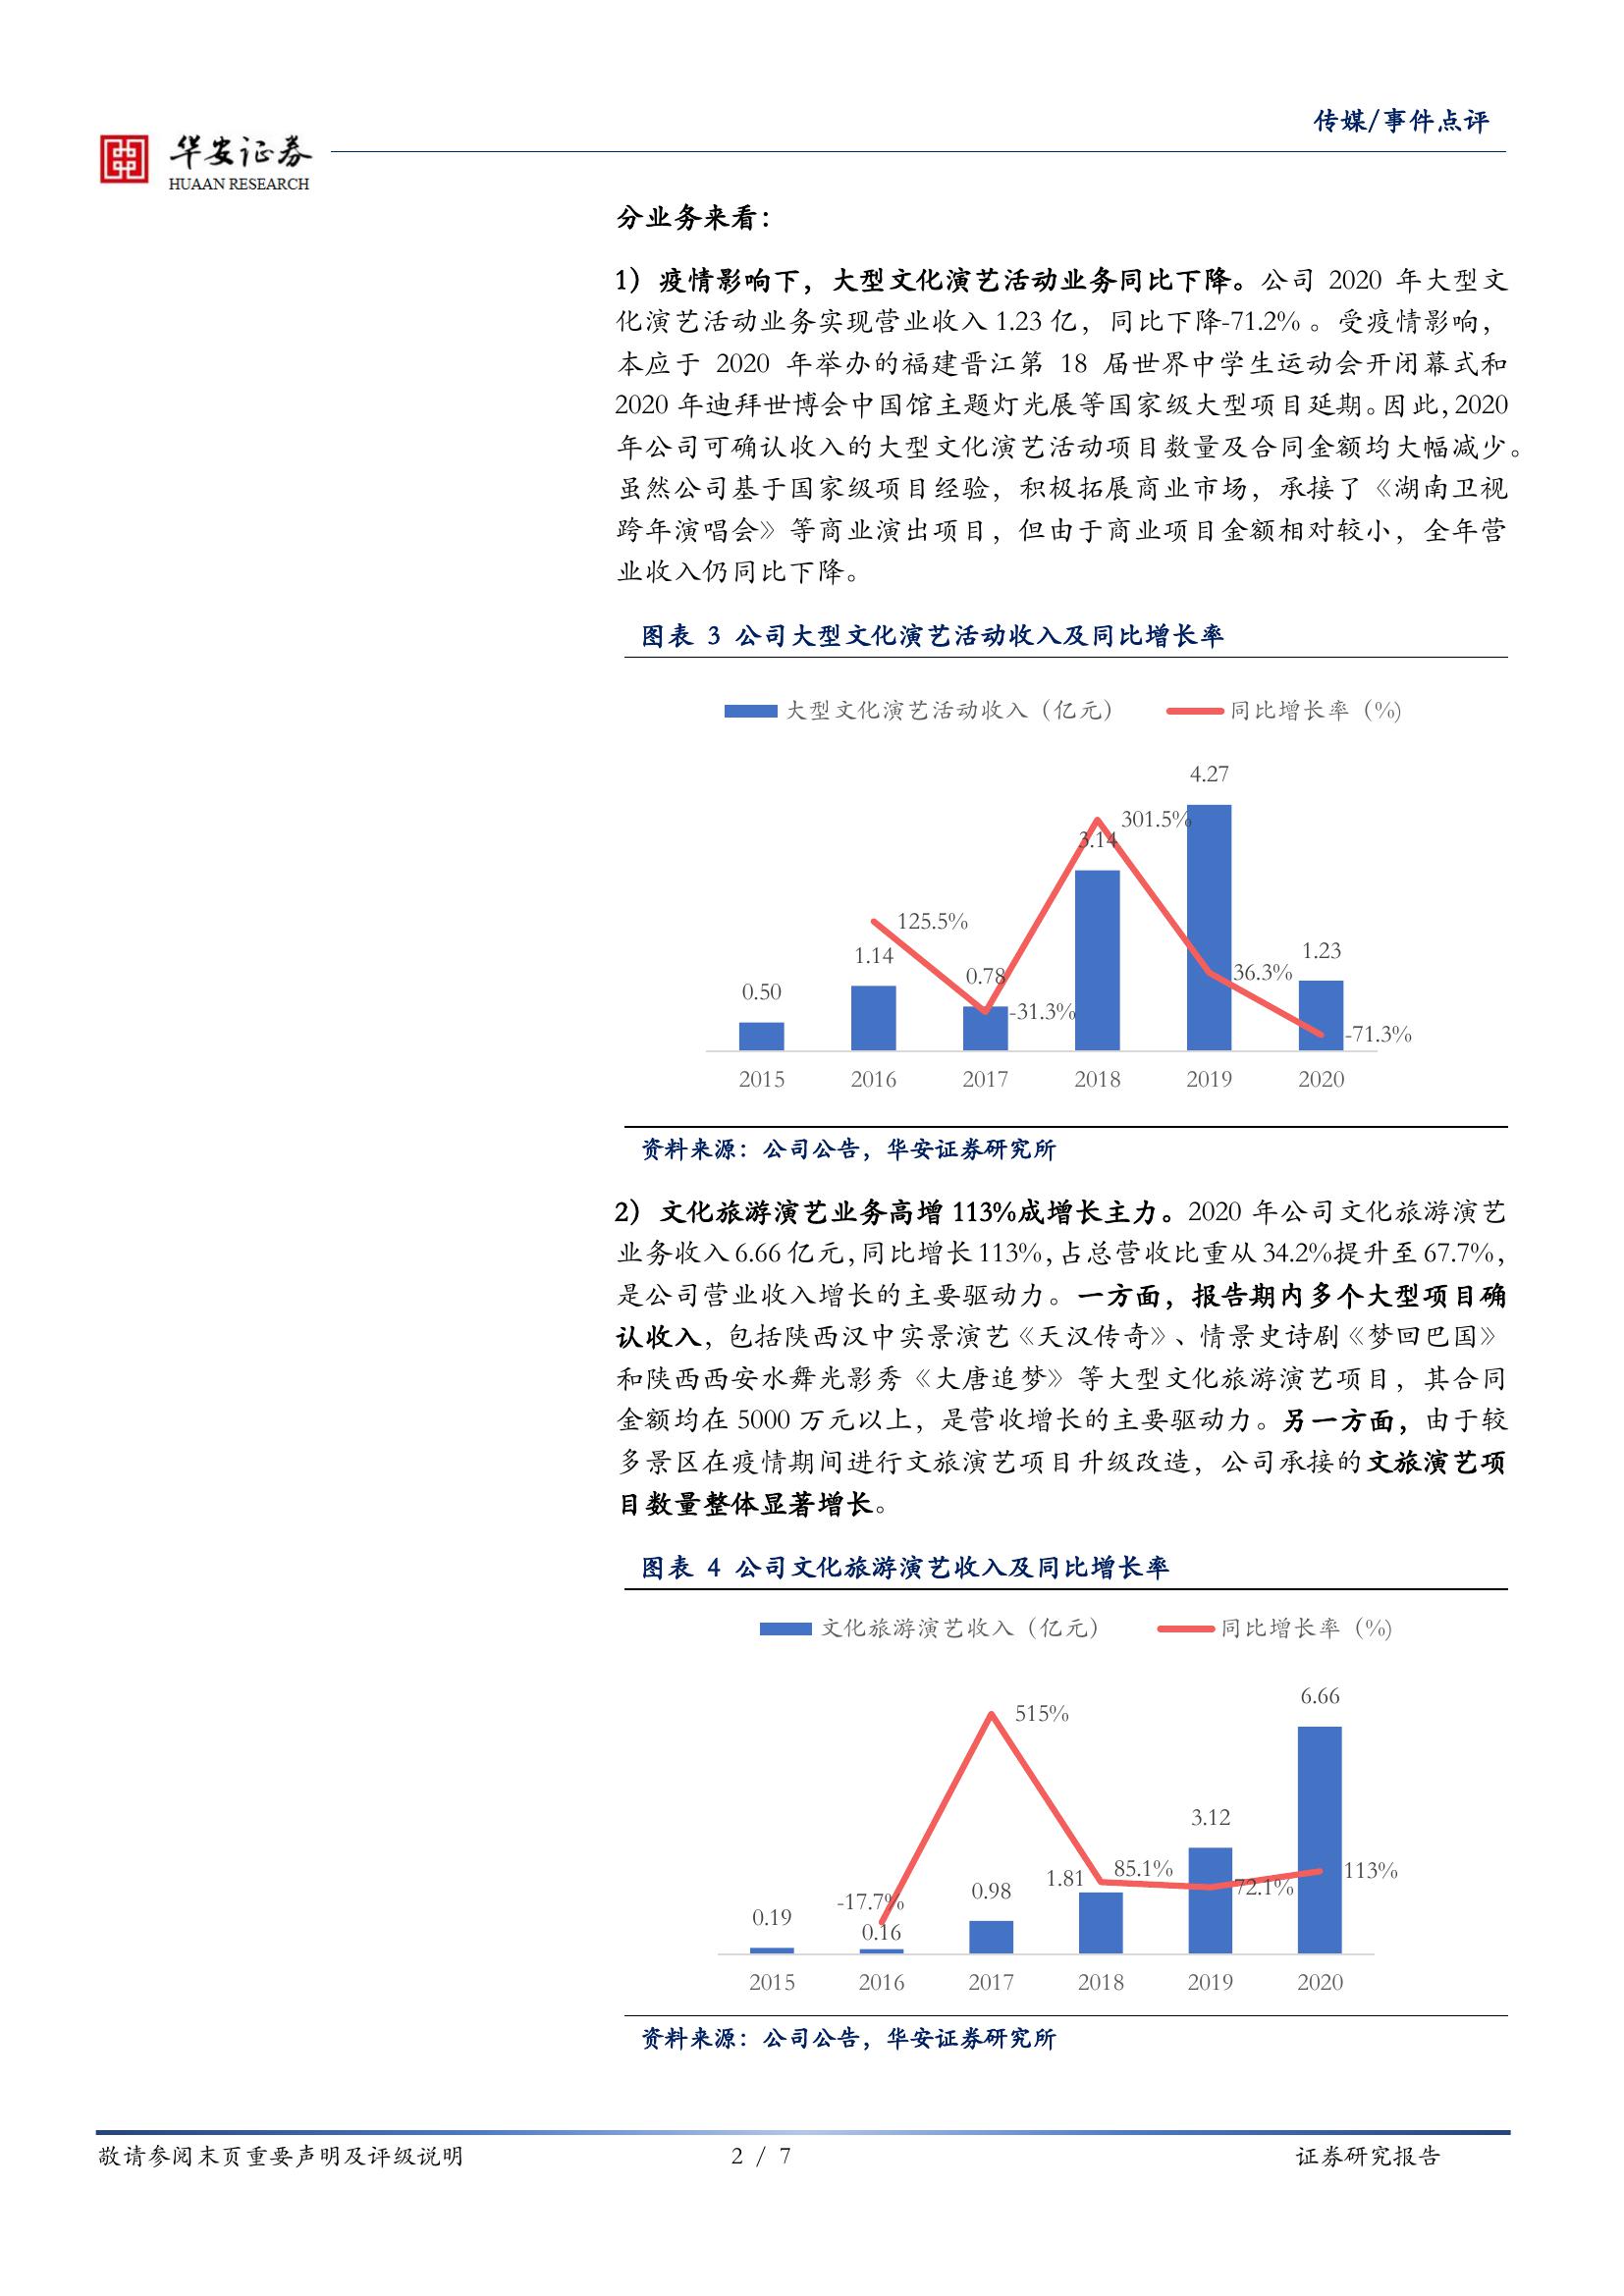 传媒/事件点评
华安证券
HUAAN RESEARCH
分业务来看：
1）疫情影响下，大型文化演艺活动业务同比下降。公司 2020 年大型文
化演艺活动业务实现营业收入 1.23 亿，同比下降-71.2% 。受疫情影响，
本应于 2020 年举办的福建晋江第 18 届世界中学生运动会开闭幕式和
2020 年迪拜世博会中国馆主题灯光展等国家级大型项目延期。因此，2020
年公司可确认收入的大型文化演艺活动项目数量及合同金额均大幅减少。
虽然公司基于国家级项目经验，积极拓展商业市场，承接了《湖南卫视
跨年演唱会》等商业演出项目，但由于商业项目金额相对较小，全年营
业收入仍同比下降。
图表 3 公司大型文化演艺活动收入及同比增长率
大型文化演艺活动收入（亿元） 同比增长率（%）
4.27
301.5%
3.14
125.5%
1.14
0.78
36.3%
1.23
0.50
-31.3%
-71.3%
2015 2016 2017 2018 2019 2020
资料来源：公司公告，华安证券研究所
2）文化旅游演艺业务高增 113%成增长主力。2020 年公司文化旅游演艺
业务收入 6.66 亿元，同比增长 113%，占总营收比重从 34.2%提升至 67.7%，
是公司营业收入增长的主要驱动力。一方面，报告期内多个大型项目确
认收入，包括陕西汉中实景演艺《天汉传奇》、情景史诗剧《梦回巴国》
和陕西西安水舞光影秀《大唐追梦》等大型文化旅游演艺项目，其合同
金额均在 5000 万元以上，是营收增长的主要驱动力。另一方面，由于较
多景区在疫情期间进行文旅演艺项目升级改造，公司承接的文旅演艺项
目数量整体显著增长。
图表 4 公司文化旅游演艺收入及同比增长率
文化旅游演艺收入（亿元） 同比增长率（%）
6.66
515%
3.12
1.81
85.1%
113%
72.1%
0.98
-17.7%
0.19
0.16
2015 2016 2017 2018 2019 2020
资料来源：公司公告，华安证券研究所
敬请参阅末页重要声明及评级说明 2 / 7 证券研究报告